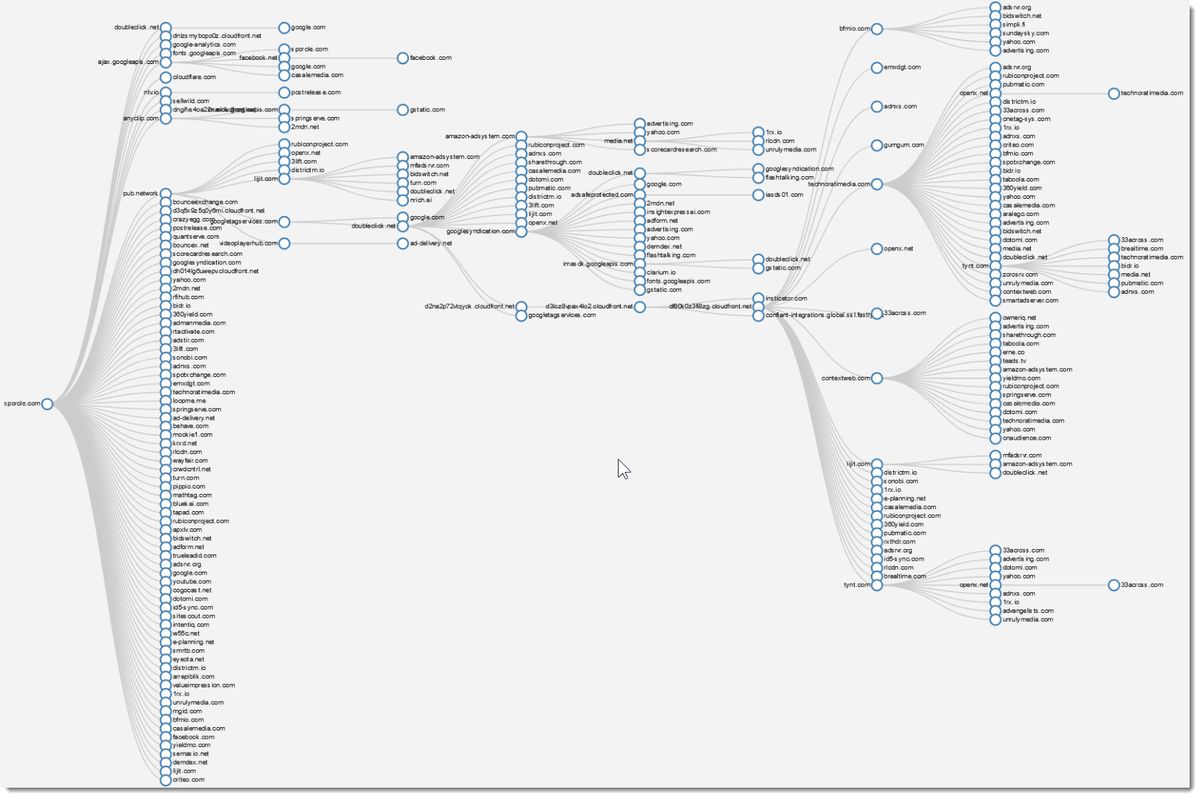 sporcle.com
doubleclick.net
google-analytics.com
fonts.googleapis.com
ajax.googleapis.com
cloudflare.com
ntv.io
sellwild.com
anyclip.com
pub.network
bounceexchange.com
crazyegg.com
postrelease.com
quantserve.com
bouncex.net
scorecardresearch.com
googlesyndication.com
yahoo.com
2mdn.net
rfihub.com
bidr.io
360yield.com
admanmedia.com
rtactivate.com
adstir.com
3lift.com
sonobi.com
adnxs.com
spotxchange.com
emxdgt.com
technoratimedia.com
loopme.me
springserve.com
ad-delivery.net
behave.com
mookie1.com
krxd.net
rlcdn.com
wayfair.com
crwdcntrl.net
turn.com
pippio.com
mathtag.com
bluekai.com
tapad.com
rubiconproject.com
apxlv.com
bidswitch.net
adform.net
trueleadid.com
adsrvr.org
google.com
youtube.com
cogocast.net
dotomi.com
id5-sync.com
sitescout.com
intentiq.com
w55c.net
e-planning.net
smrtb.com
eyeota.net
districtm.io
arrepiblik.com
valueimpression.com
1rx.io
unrulymedia.com
mgid.com
bfmio.com
casalemedia.com
facebook.com
yieldmo.com
semasio.net
demdex.net
lijit.com
criteo.com
google.com
sporcle.com
facebook.net
google.com
casalemedia.com
postrelease.com
springserve.com
2mdn.net
rubiconproject.com
openx.net
3lift.com
districtm.io
lijit.com
googletagservices.com
videoplayerhub.com
facebook.com
gstatic.com
amazon-adsystem.com
mfadsrvr.com
bidswitch.net
turn.com
doubleclick.net
nrich.ai
google.com
doubleclick.net
ad-delivery.net
amazon-adsystem.com
rubiconproject.com
adnxs.com
sharethrough.com
casalemedia.com
dotomi.com
pubmatic.com
districtm.io
3lift.com
lijit.com
openx.net
googlesyndication.com
googletagservices.com
advertising.com
yahoo.com
media.net
scorecardresearch.com
doubleclick.net
google.com
adsafeprotected.com
2mdn.net
insightexpressai.com
adform.net
advertising.com
yahoo.com
demdex.net
flashtalking.com
imasdk.googleapis.com
clarium.io
fonts.googleapis.com
gstatic.com
1rx.io
rlcdn.com
unrulymedia.com
googlesyndication.com
flashtalking.com
iasds01.com
doubleclick.net
gstatic.com
insticator.com
bfmio.com
emxdgt.com
adnxs.com
gumgum.com
technoratimedia.com
openx.net
33across.com
contextweb.com
lijit.com
districtm.io
sonobi.com
1rx.io
e-planning.net
casalemedia.com
rubiconproject.com
360yield.com
pubmatic.com
rxthdr.com
adsrvr.org
id5-sync.com
rlcdn.com
brealtime.com
tynt.com
adsrvr.org
bidswitch.net
simpli.fi
sundaysky.com
yahoo.com
advertising.com
adsrvr.org
rubiconproject.com
pubmatic.com
openx.net
districtm.io
33across.com
onetag-sys.com
1rx.io
adnxs.com
criteo.com
bfmio.com
spotxchange.com
bidr.io
taboola.com
360yield.com
yahoo.com
casalemedia.com
aralego.com
advertising.com
bidswitch.net
dotomi.com
media.net
doubleclick.net
tynt.com
zorosrv.com
unrulymedia.com
contextweb.com
smartadserver.com
owneriq.net
advertising.com
sharethrough.com
taboola.com
erne.co
teads.tv
amazon-adsystem.com
yieldmo.com
rubiconproject.com
springserve.com
casalemedia.com
dotomi.com
technoratimedia.com
yahoo.com
onaudience.com
mfadsrvr.com
amazon-adsystem.com
doubleclick.net
33across.com
advertising.com
dotomi.com
yahoo.com
openx.net
adnxs.com
1rx.io
advangelists.com
unrulymedia.com
technoratimedia.com
33across.com
brealtime.com
technoratimedia.com
bidr.io
media.net
pubmatic.com
adnxs.com
33across.com